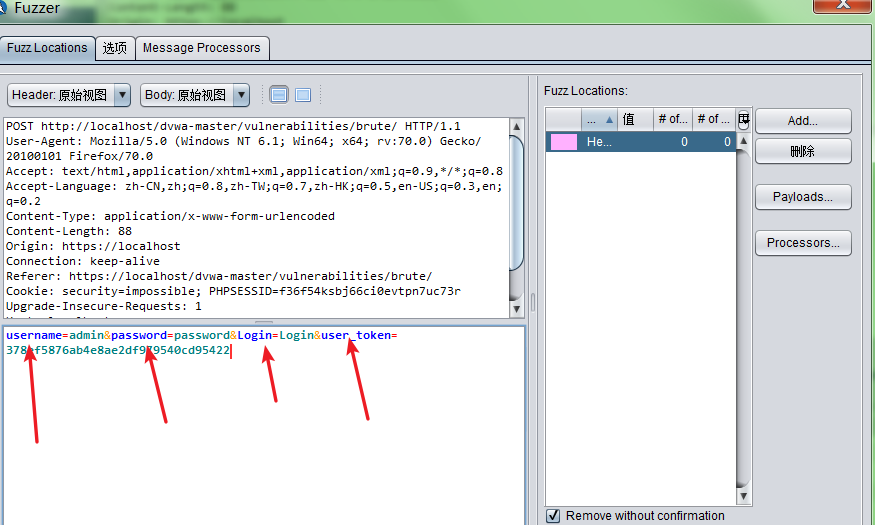 Fuzzer
Fuzz Locations
选项
Message Processors
Header: 原始视图
Body: 原始视图
POST http://localhost/dvwa-master/vulnerabilities/brute/ HTTP/1.1
User-Agent: Mozilla/5.0 (Windows NT 6.1; Win64; x64; rv:70.0) Gecko/
20100101 Firefox/70.0
Accept: text/html,application/xhtml+xml,application/xml;q=0.9,*/*;q=0.8
Accept-Language: zh-CN,zh;q=0.8,zh-TW;q=0.7,zh-HK;q=0.5,en-US;q=0.3,en;
q=0.2
Content-Type: application/x-www-form-urlencoded
Content-Length: 88
Origin: https://localhost
Connection: keep-alive
Referer: https://localhost/dvwa-master/vulnerabilities/brute/
Cookie: security=impossible; PHPSESSID=f36f54ksbj66ci0evtpn7uc73r
Upgrade-Insecure-Requests: 1
username=admin&password=password&Login=Login&user_token=
Fuzz Locations:
... 值 # of... # of ...
He... 0 0
Add...
删除
Payloads...
Processors...
Remove without confirmation